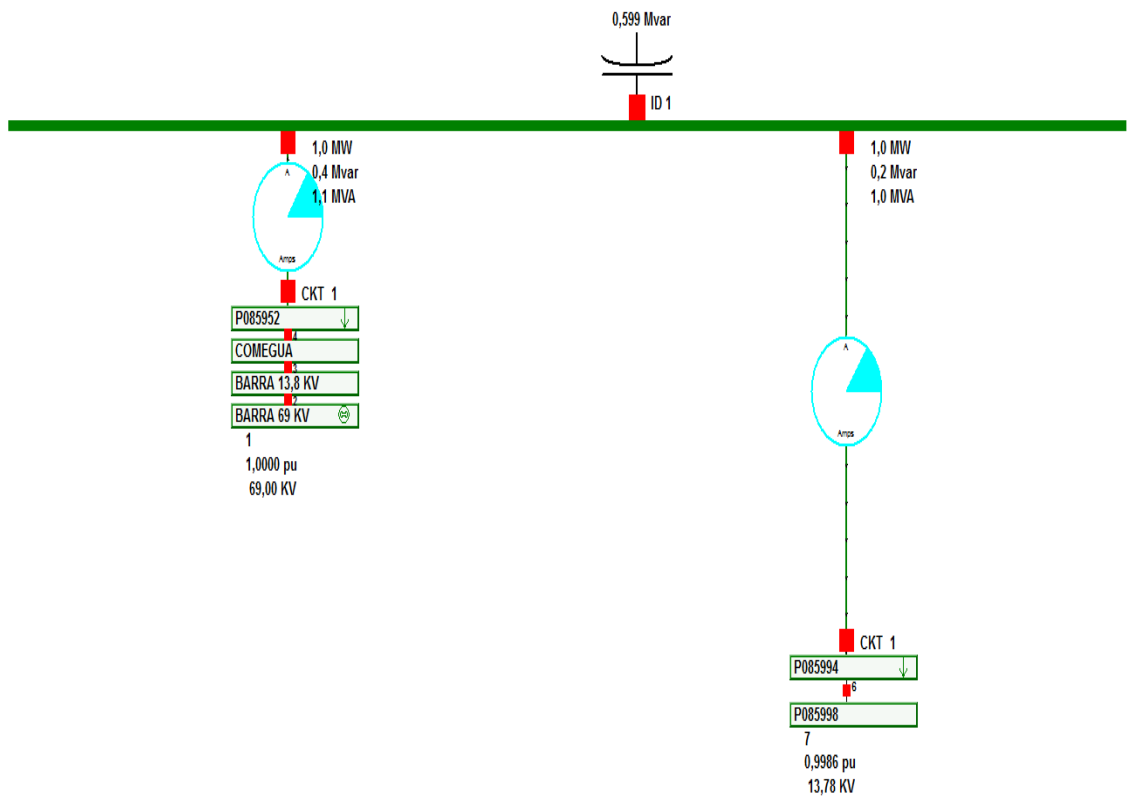 0,599 Mvar
ID 1
1,0 MW
0,4 Mvar
1,1 MVA
A
Amps
CKT 1
P085952
4
COMEGUA
3
BARRA 13,8 KV
2
BARRA 69 KV
1
1,0000 pu
69,00 KV
1,0 MW
0,2 Mvar
1,0 MVA
A
Amps
CKT 1
P085994
6
P085998
7
0,9986 pu
13,78 KV